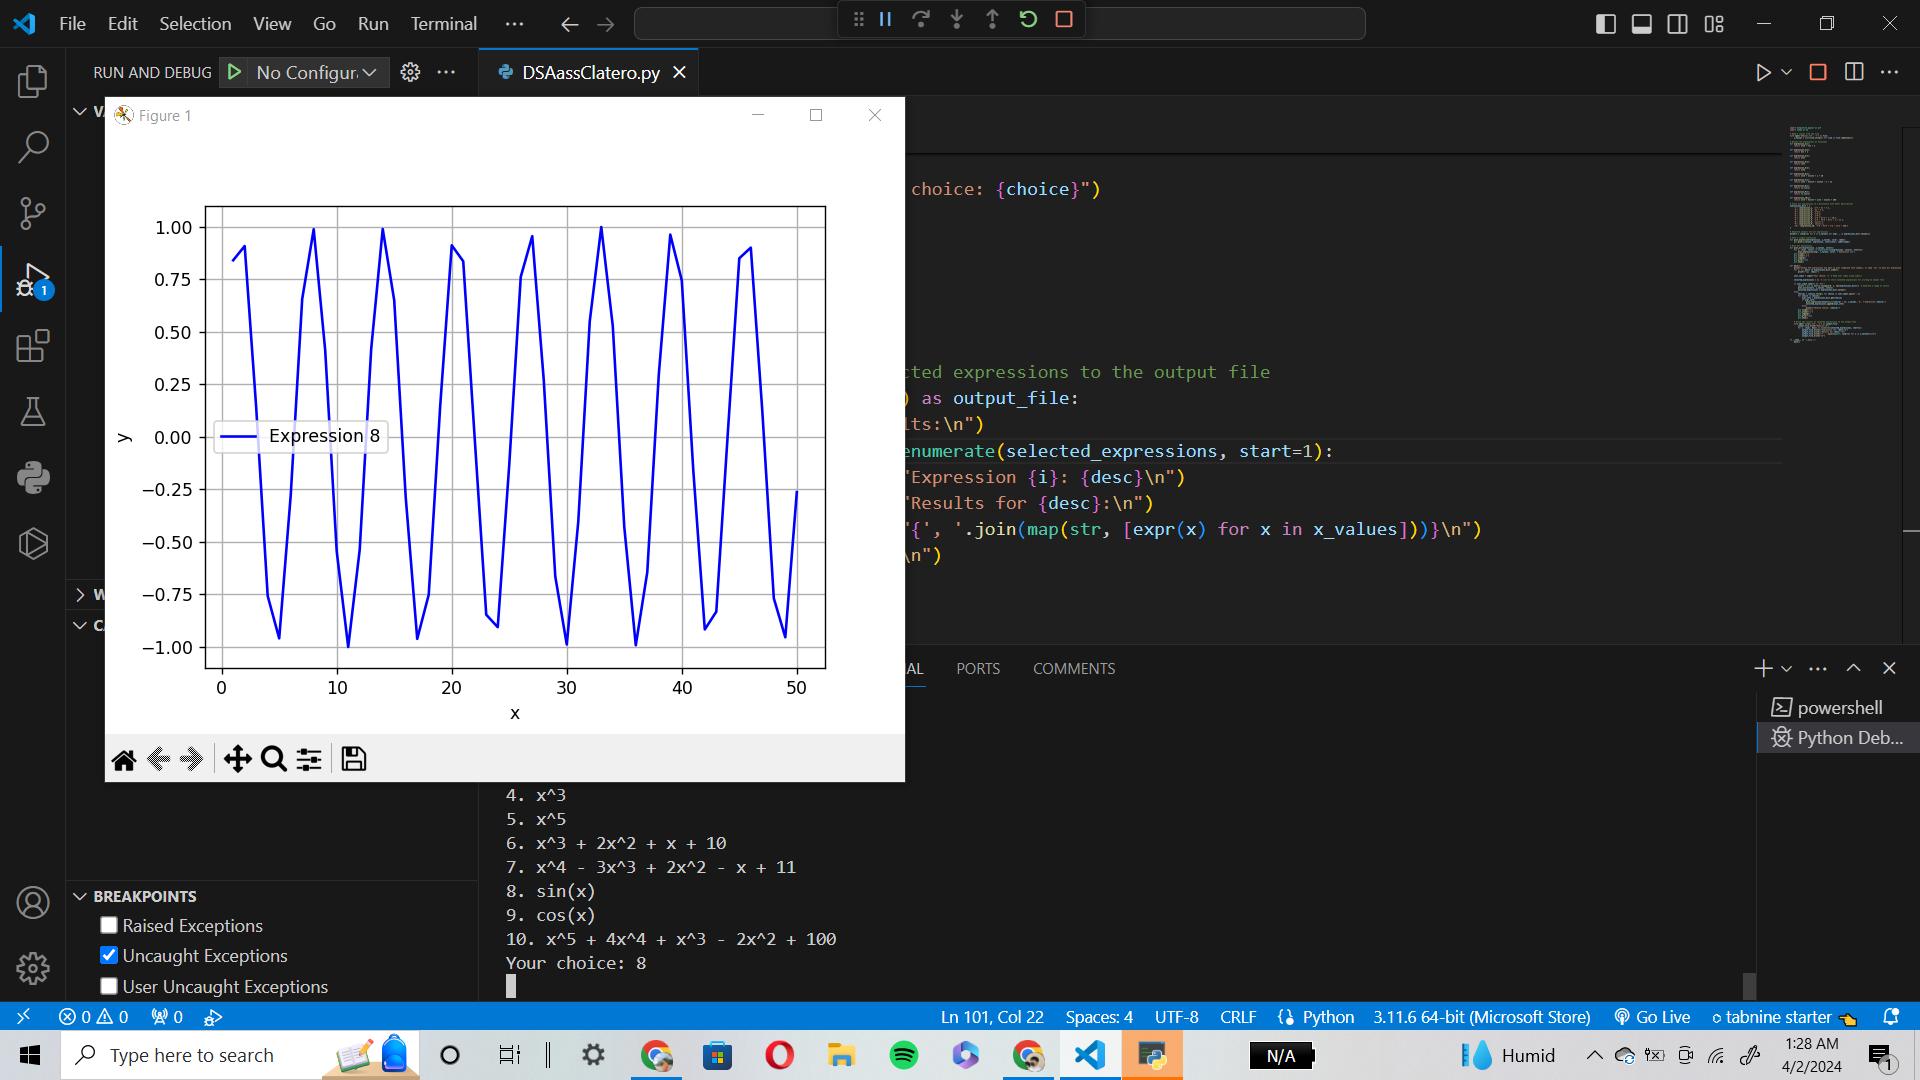 File Edit Selection View Go Run Terminal ···
RUN AND DEBUG No Configur
DSAassClatero.py
Figure 1
choice: {choice}")
cted expressions to the output file
) as output_file:
lts:\n")
enumerate(selected_expressions, start=1):
"Expression {i}: {desc}\n")
"Results for {desc}:\n")
"{', '.join(map(str, [expr(x) for x in x_values]))}\n")
\n")
1.00
0.75
0.50
0.25
0.00
−0.25
−0.50
−0.75
−1.00
y
Expression 8
0 10 20 30 40 50
x
1
AL PORTS COMMENTS
powershell
Python Deb...
4. x^3
5. x^5
6. x^3 + 2x^2 + x + 10
7. x^4 - 3x^3 + 2x^2 - x + 11
8. sin(x)
9. cos(x)
10. x^5 + 4x^4 + x^3 - 2x^2 + 100
Your choice: 8
BREAKPOINTS
Raised Exceptions
Uncaught Exceptions
User Uncaught Exceptions
0 0 0 Ln 101, Col 22 Spaces: 4 UTF-8 CRLF Python 3.11.6 64-bit (Microsoft Store) Go Live tabnine starter
Type here to search
N/A
Humid
1:28 AM
4/2/2024
1